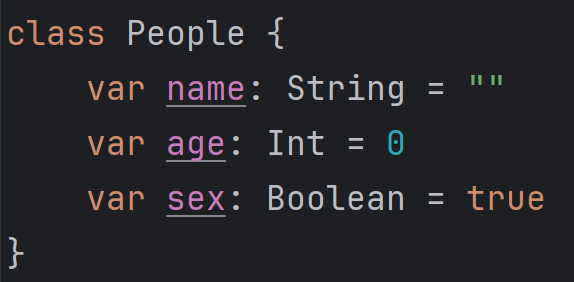 class People {
    var name: String = ""
    var age: Int = 0
    var sex: Boolean = true
}